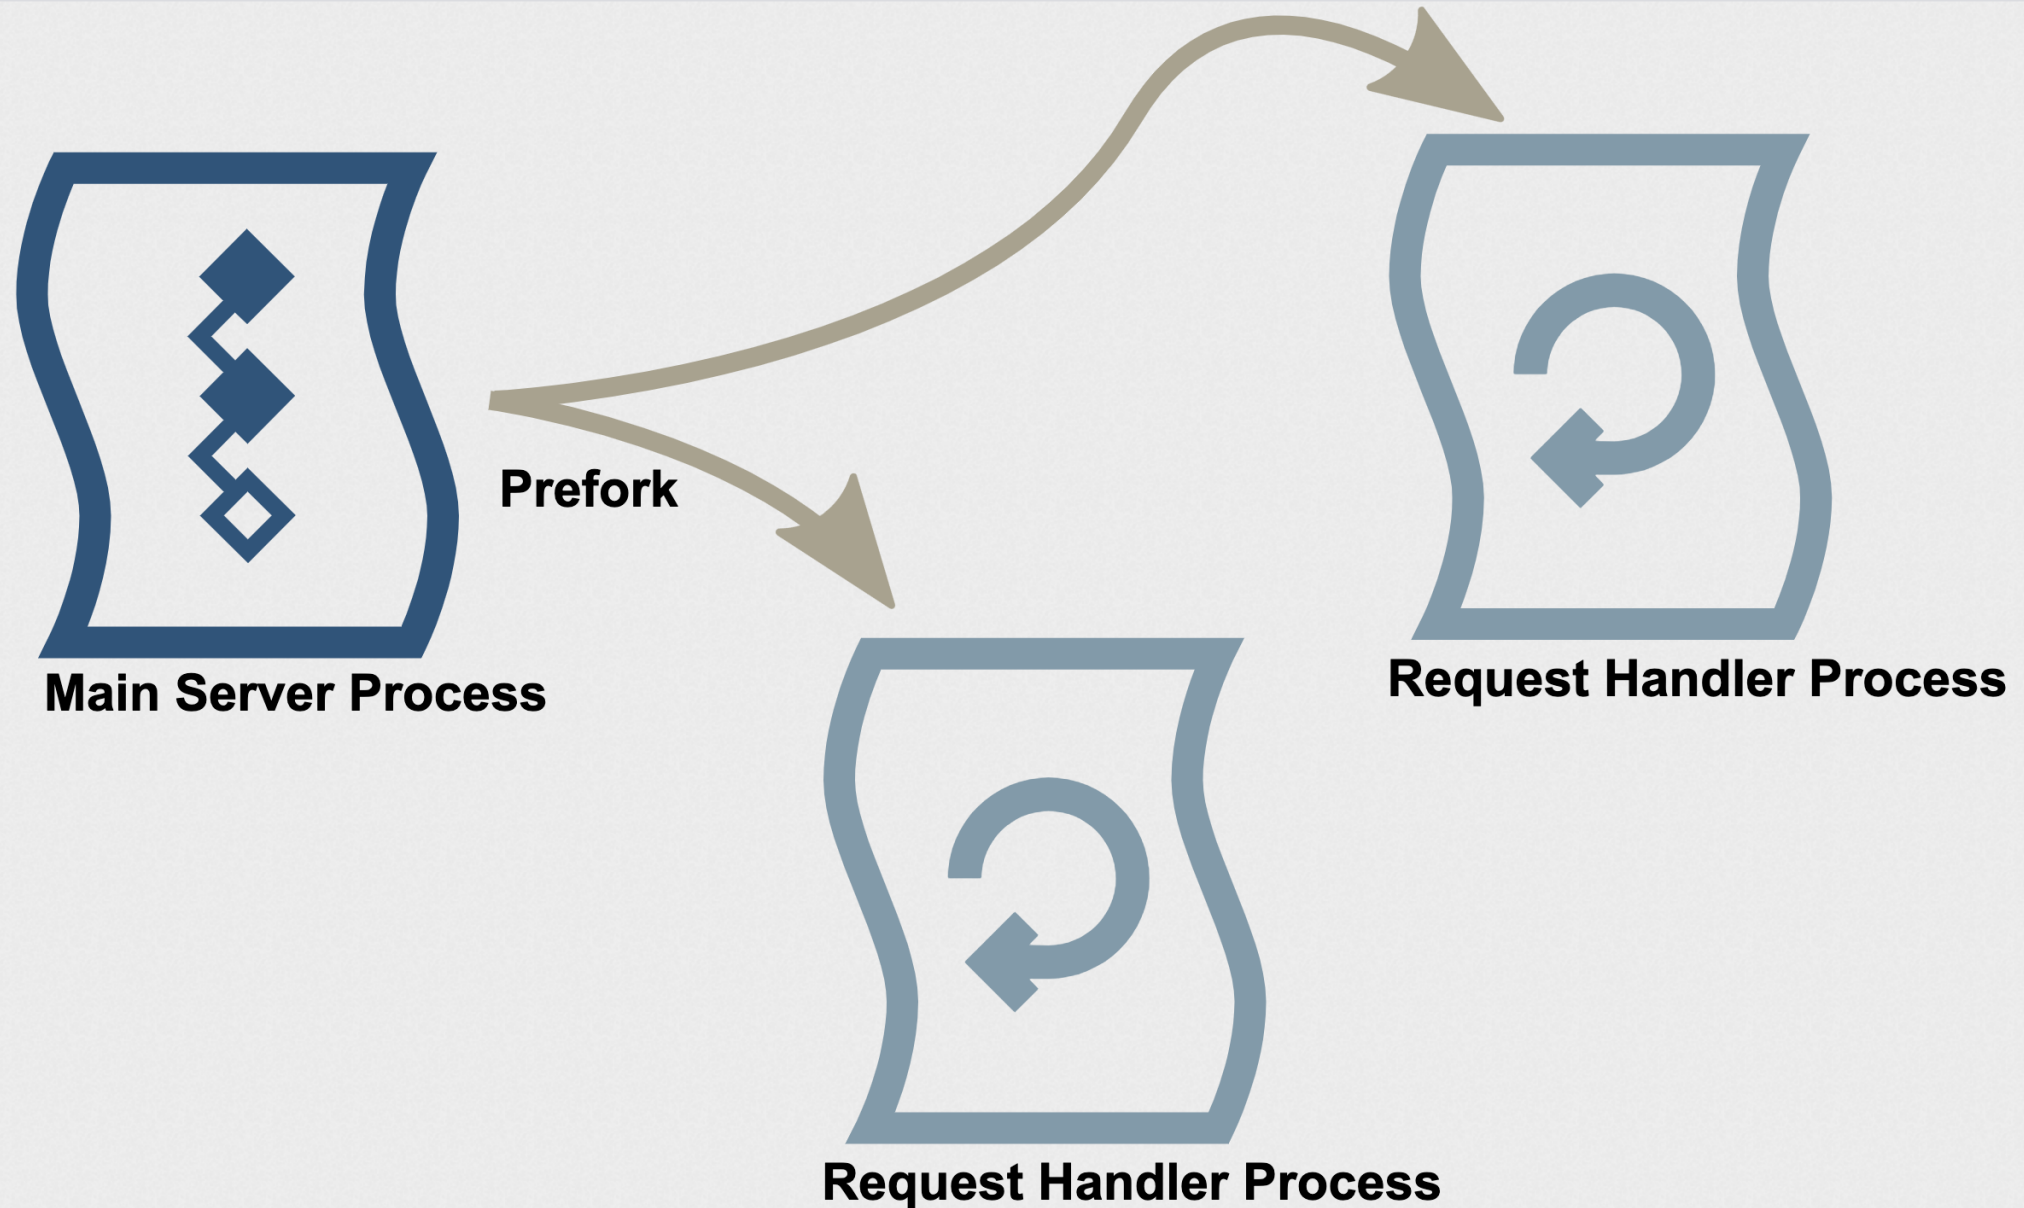 Prefork
Main Server Process
Request Handler Process
Request Handler Process